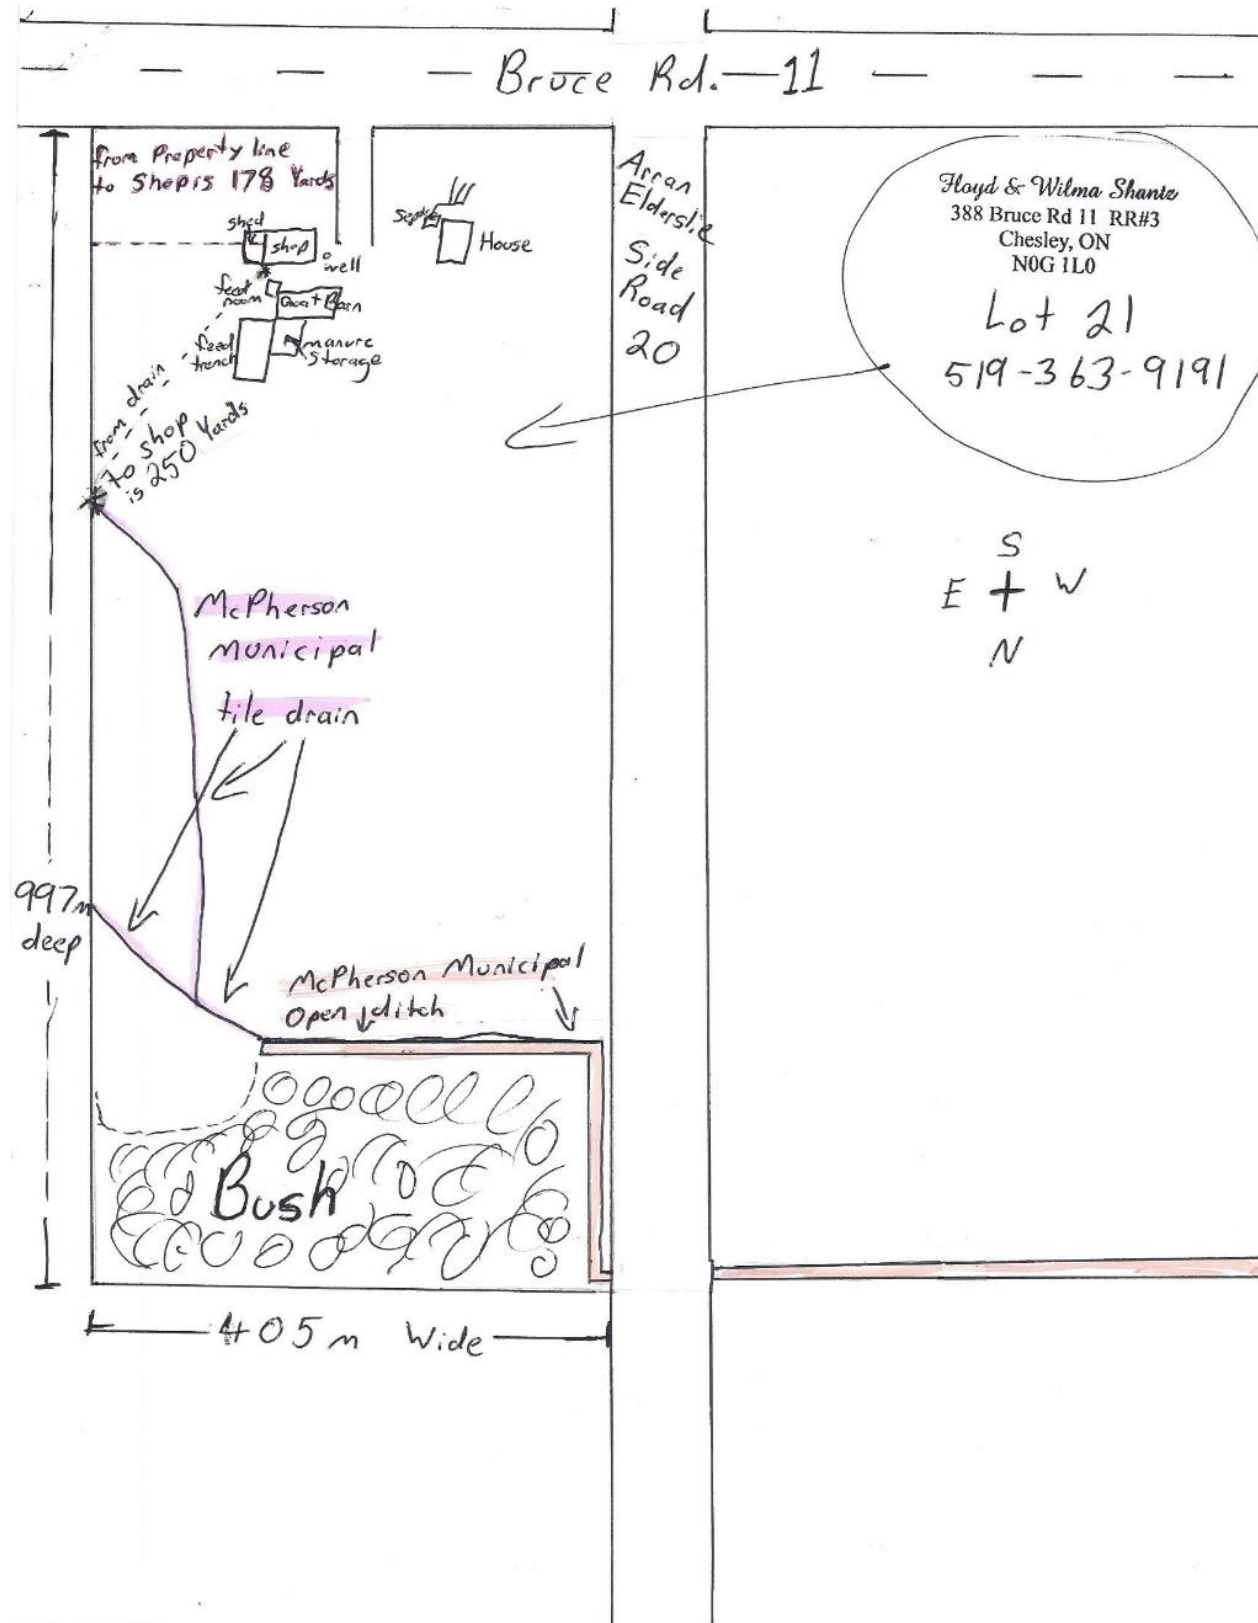 Bruce Rd. 11
from Property line
to Shop is 178 Yards
shed
shop
well
feed
room
Goat Barn
feed
trench
manure
storage
Septic
House
Arran
Elderslie
Side
Road
20
Floyd & Wilma Shantz
388 Bruce Rd 11 RR#3
Chesley, ON
N0G 1L0
Lot 21
519-363-9191
from drain
to shop
is 250 Yards
S
E W
N
McPherson
Municipal
tile drain
997m
deep
McPherson Municipal
Open ditch
Bush
405m Wide